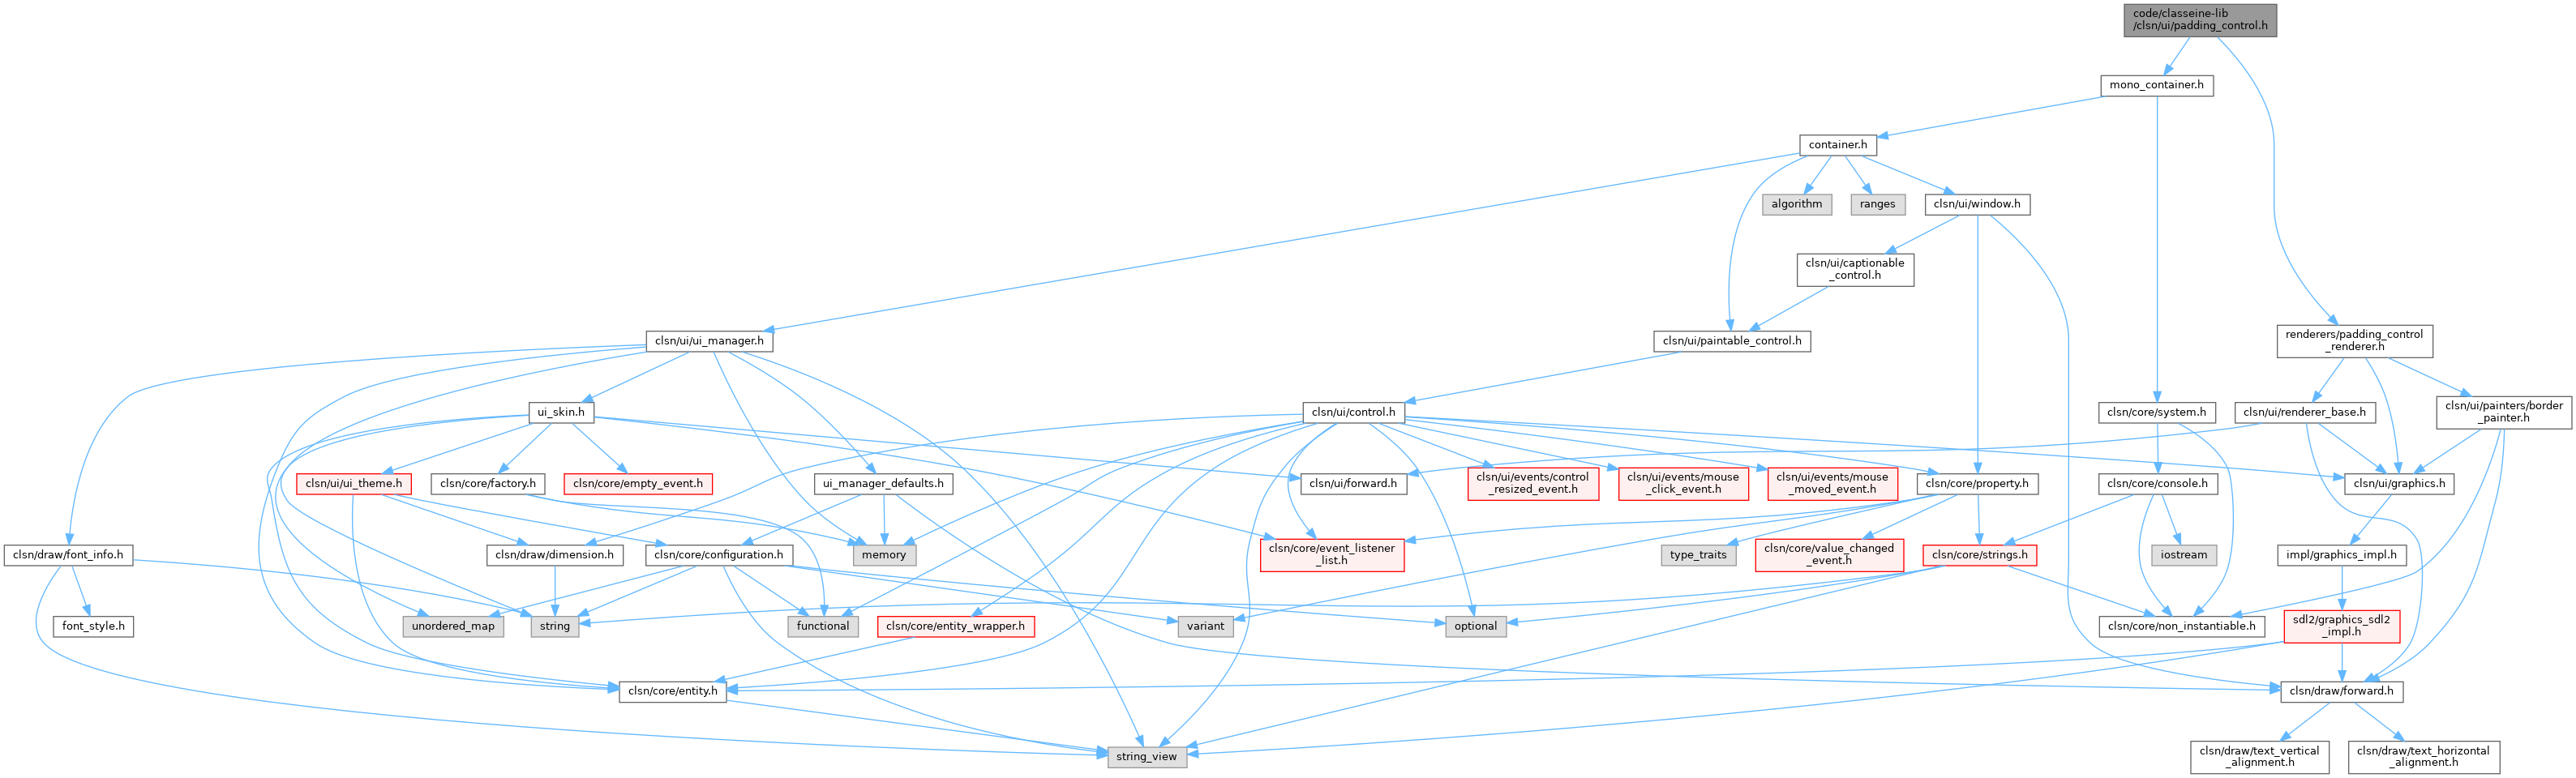 code/classeine-lib
/clsn/ui/padding_control.h
mono_container.h
container.h
algorithm
ranges
clsn/ui/window.h
clsn/ui/captionable
_control.h
clsn/ui/ui_manager.h
clsn/ui/paintable_control.h
renderers/padding_control
_renderer.h
ui_skin.h
clsn/ui/control.h
clsn/core/system.h
clsn/ui/renderer_base.h
clsn/ui/painters/border
_painter.h
clsn/ui/ui_theme.h
clsn/core/factory.h
clsn/core/empty_event.h
ui_manager_defaults.h
clsn/ui/forward.h
clsn/ui/events/control
_resized_event.h
clsn/ui/events/mouse
_click_event.h
clsn/ui/events/mouse
_moved_event.h
clsn/core/property.h
clsn/core/console.h
clsn/ui/graphics.h
clsn/draw/font_info.h
clsn/draw/dimension.h
clsn/core/configuration.h
memory
clsn/core/event_listener
_list.h
type_traits
clsn/core/value_changed
_event.h
clsn/core/strings.h
iostream
impl/graphics_impl.h
font_style.h
unordered_map
string
functional
clsn/core/entity_wrapper.h
variant
optional
clsn/core/non_instantiable.h
sdl2/graphics_sdl2
_impl.h
clsn/core/entity.h
clsn/draw/forward.h
string_view
clsn/draw/text_vertical
_alignment.h
clsn/draw/text_horizontal
_alignment.h